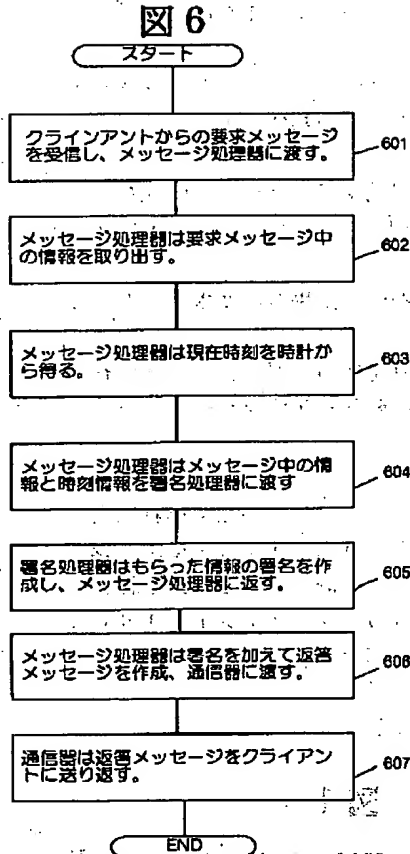 図 6
スタート
クラインアントからの要求メッセージ
を受信し、メッセージ処理器に渡す。
601
メッセージ処理器は要求メッセージ中
の情報を取り出す。
602
メッセージ処理器は現在時刻を時計か
ら得る。
603
メッセージ処理器はメッセージ中の情
報と時刻情報を署名処理器に渡す
604
署名処理器はもらった情報の署名を作
成し、メッセージ処理器に返す。
605
メッセージ処理器は署名を加えて返答
メッセージを作成、通信器に渡す。
606
通信器は返答メッセージをクライアン
トに送り返す。
607
END